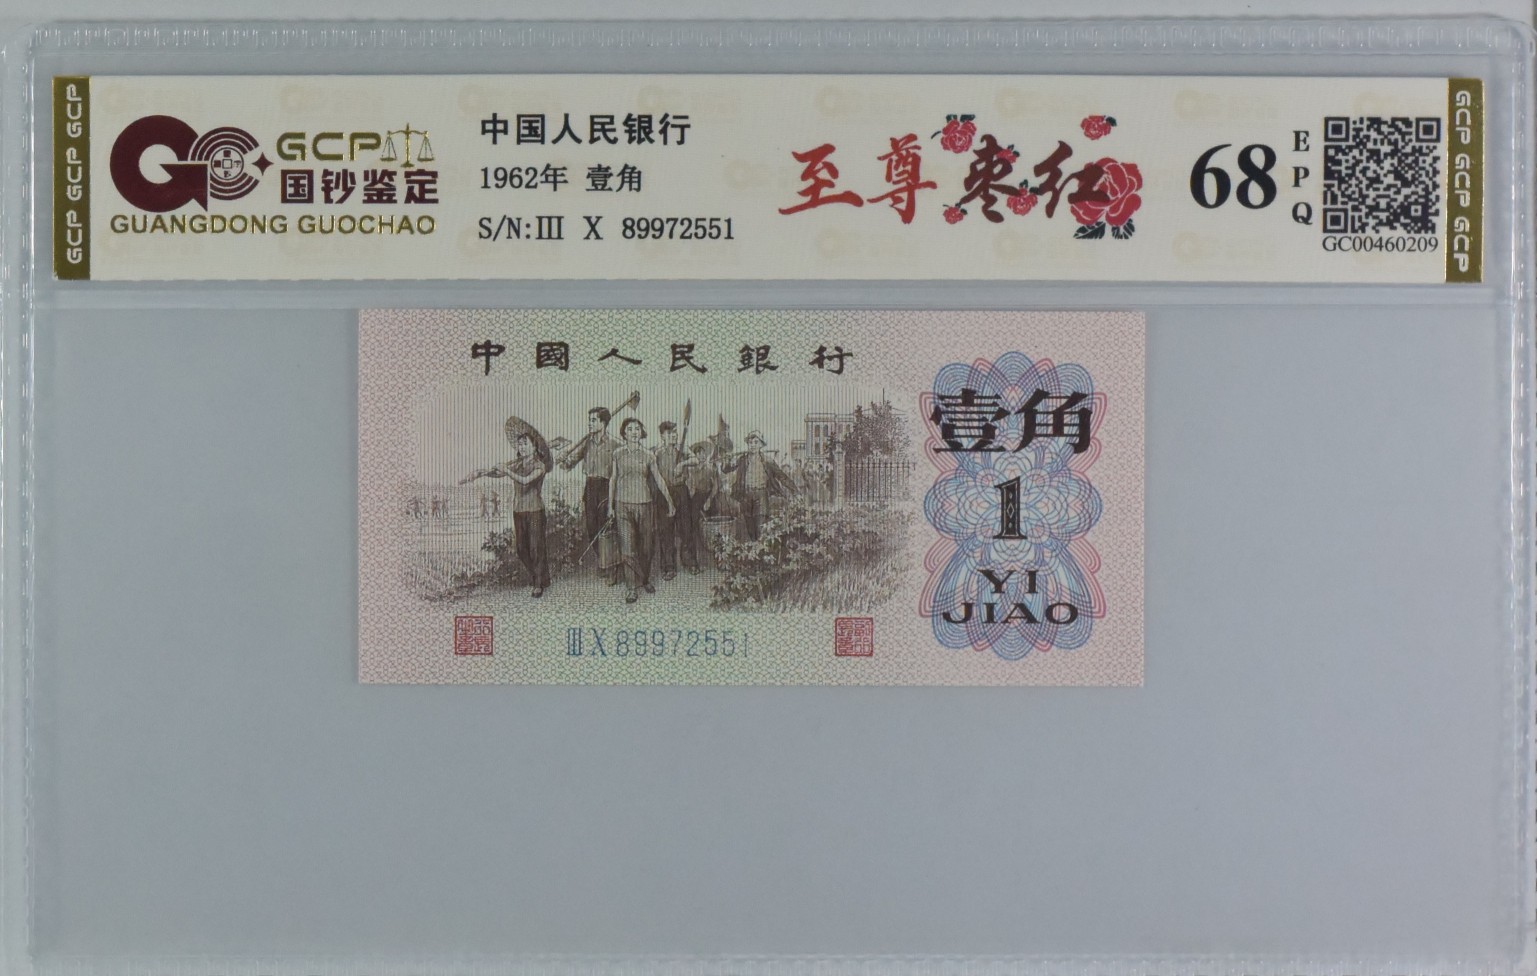 GCP GCP GCP
GCP
国钞鉴定
GUANGDONG GUOCHAO
中国人民银行
1962年 壹角
S/N:Ⅲ X 89972551
至尊枣红
68
EPQ
GC00460209
GCP GCP GCP
中國人民銀行
壹角
1
YI
JIAO
ⅢX89972551